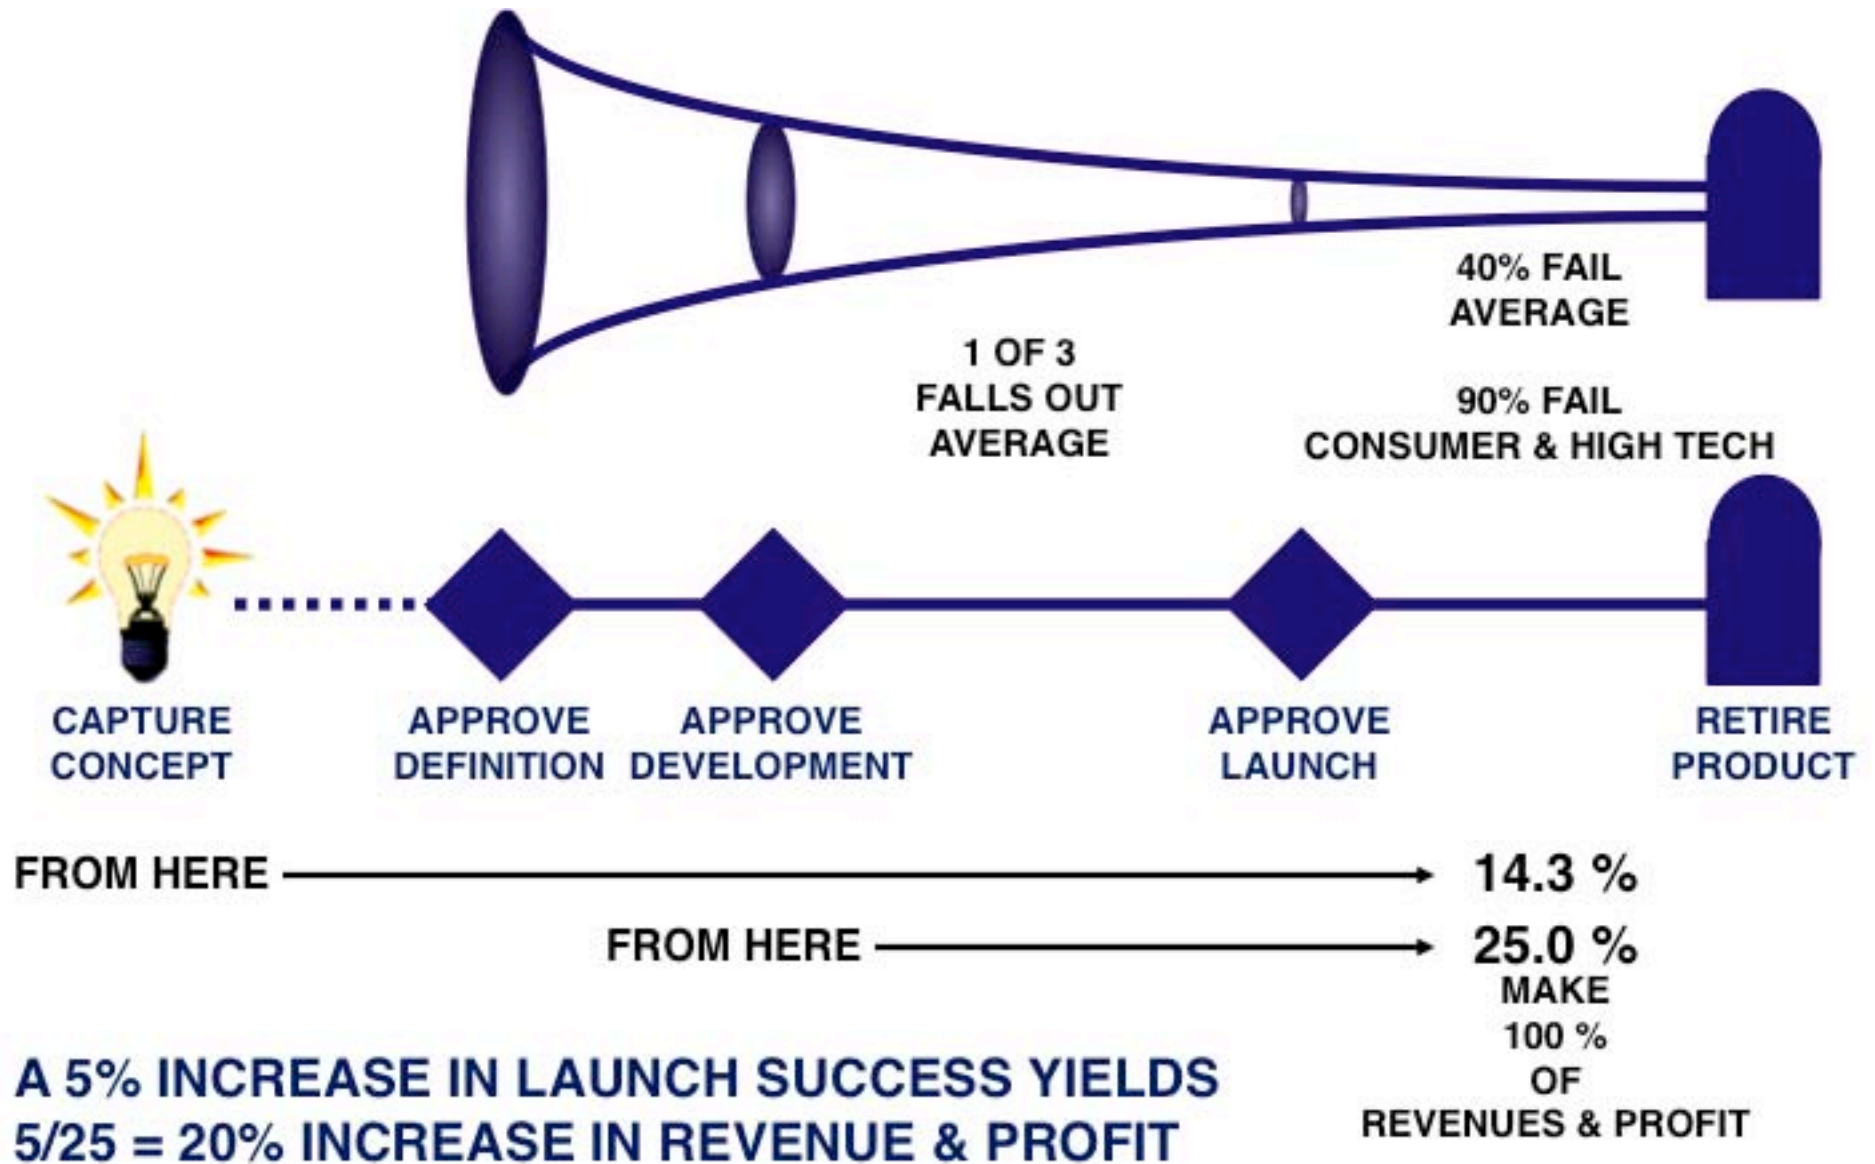 40% FAIL
AVERAGE
1 OF 3
FALLS OUT
AVERAGE
90% FAIL
CONSUMER & HIGH TECH
CAPTURE
CONCEPT
APPROVE
DEFINITION
APPROVE
DEVELOPMENT
APPROVE
LAUNCH
RETIRE
PRODUCT
FROM HERE
14.3 %
FROM HERE
25.0 %
MAKE
100 %
OF
REVENUES & PROFIT
A 5% INCREASE IN LAUNCH SUCCESS YIELDS
5/25 = 20% INCREASE IN REVENUE & PROFIT